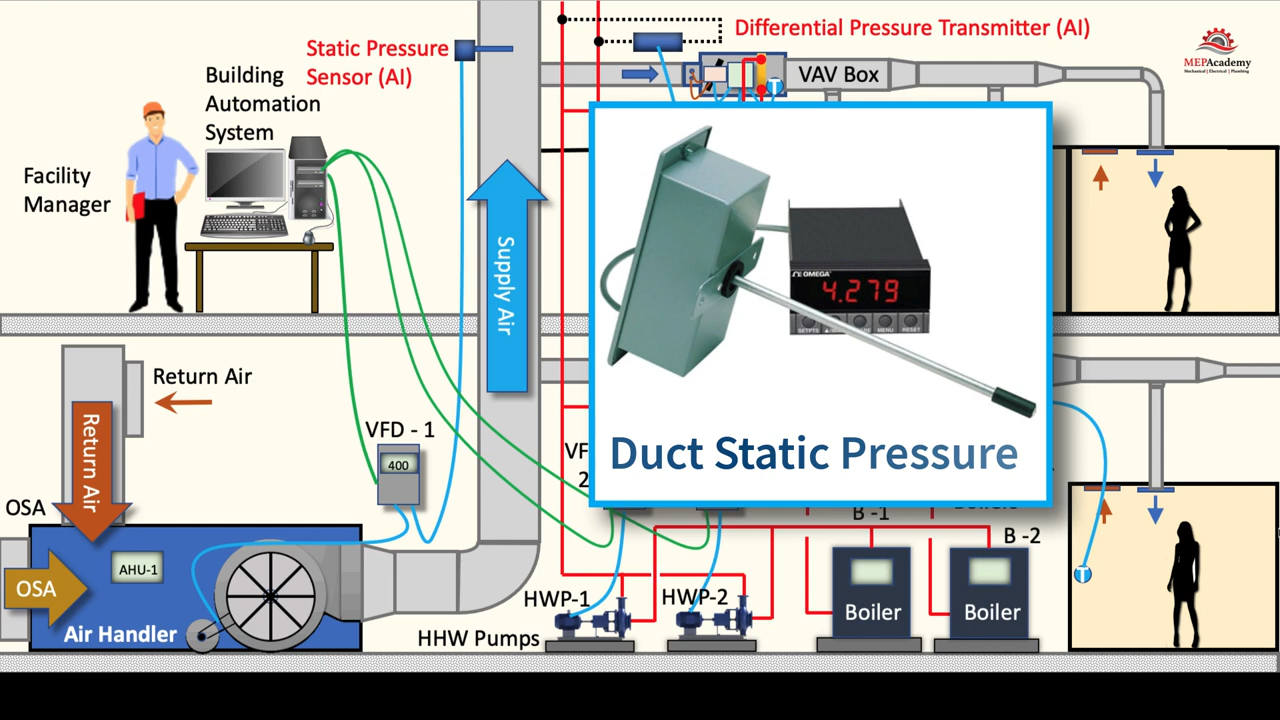 Differential Pressure Transmitter (AI)
Static Pressure
Sensor (AI)
MEPAcademy
Mechanical | Electrical | Plumbing
Building
Automation
System
VAV Box
Facility
Manager
Supply Air
OMEGA
4.279
SETPTS
MENU
RESET
Return Air
Return Air
VFD - 1
400
Duct Static Pressure
VF
2
OSA
B -1
B -2
AHU-1
OSA
Air Handler
HWP-1
HWP-2
HHW Pumps
Boiler
Boiler
T
T